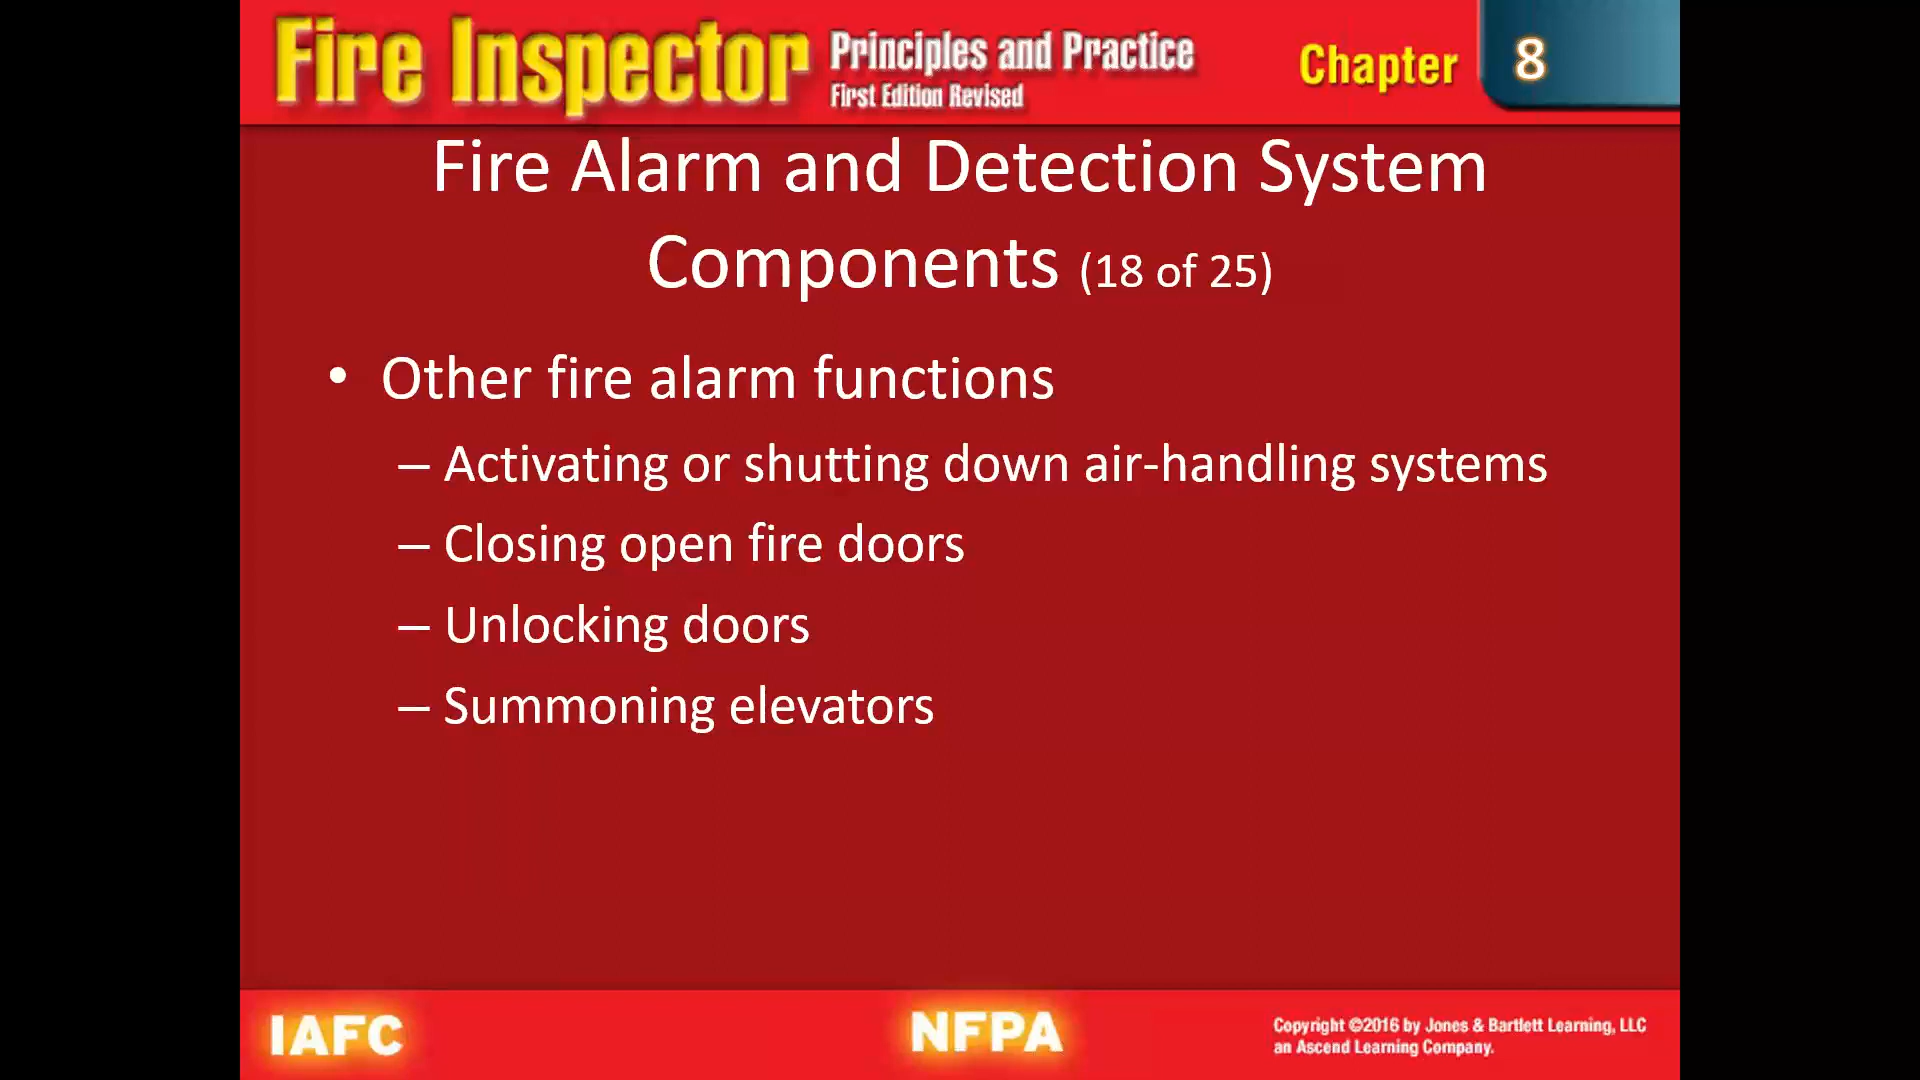 Fire Inspector Principles and Practice
First Edition Revised
Chapter 8
Fire Alarm and Detection System
Components (18 of 25)
• Other fire alarm functions
– Activating or shutting down air-handling systems
– Closing open fire doors
– Unlocking doors
– Summoning elevators
IAFC
NFPA
Copyright ©2016 by Jones & Bartlett Learning, LLC
an Ascend Learning Company.